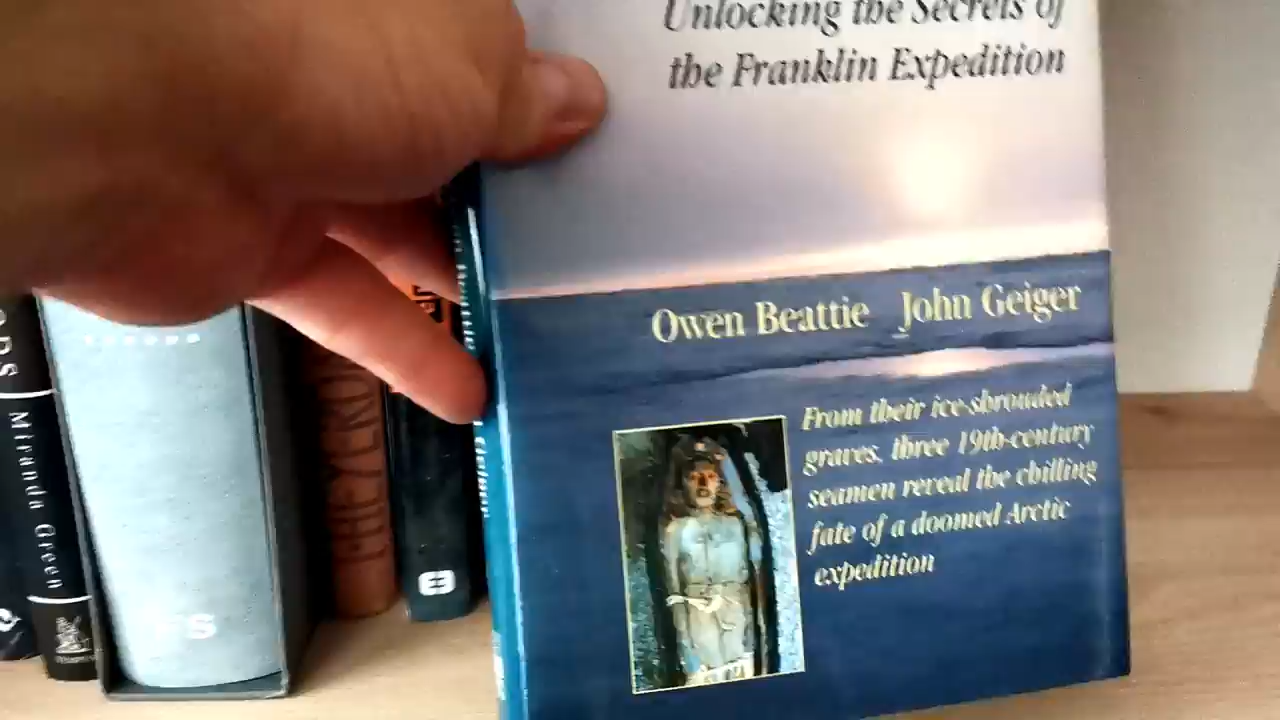 Unlocking the Secrets of
the Franklin Expedition
Owen Beattie John Geiger
From their ice-shrouded
graves, three 19th-century
seamen reveal the chilling
fate of a doomed Arctic
expedition
Miranda Green
FS